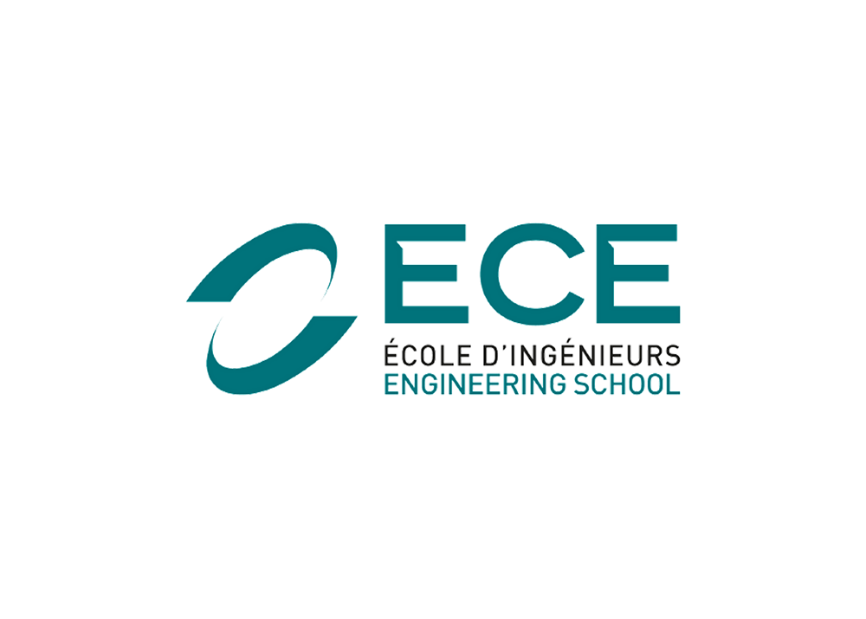 ECE
ÉCOLE D'INGÉNIEURS
ENGINEERING SCHOOL